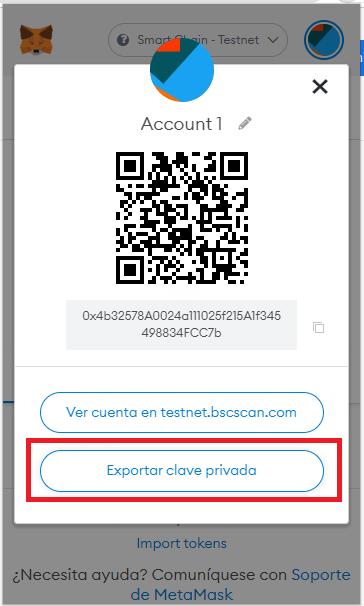 Smart Chain - Testnet
Account 1
0x4b32578A0024a111025f215A1f345
498834FCC7b
Ver cuenta en testnet.bscscan.com
Exportar clave privada
Import tokens
¿Necesita ayuda? Comuníquese con Soporte
de MetaMask